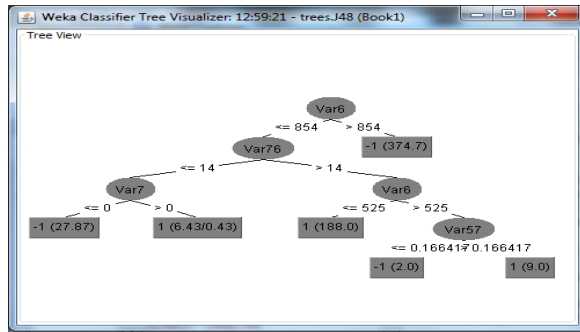 Weka Classifier Tree Visualizer: 12:59:21 - trees.J48 (Book1)
Tree View
Var6
<= 854 > 854
Var76 -1 (374.7)
<= 14 > 14
Var7 Var6
<= 0 > 0 <= 525 > 525
-1 (27.87) 1 (6.43/0.43) 1 (188.0) Var57
<= 0.166417 > 0.166417
-1 (2.0) 1 (9.0)